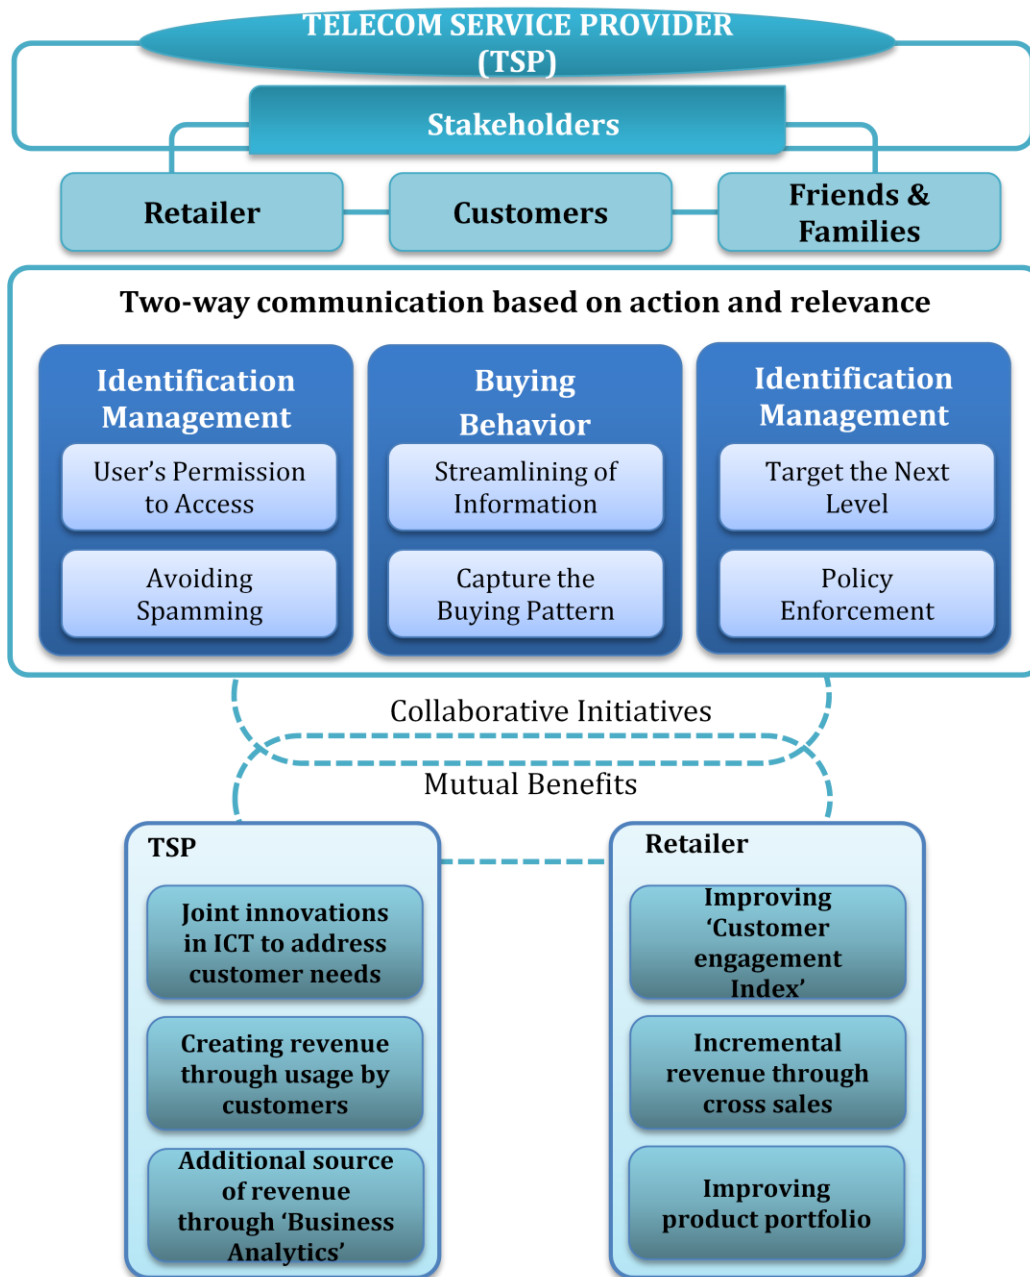 TELECOM SERVICE PROVIDER
(TSP)
Stakeholders
Retailer
Customers
Friends &
Families
Two-way communication based on action and relevance
Identification
Management
User’s Permission
to Access
Avoiding
Spamming
Buying
Behavior
Streamlining of
Information
Capture the
Buying Pattern
Identification
Management
Target the Next
Level
Policy
Enforcement
Collaborative Initiatives
Mutual Benefits
TSP
Joint innovations
in ICT to address
customer needs
Creating revenue
through usage by
customers
Additional source
of revenue
through ‘Business
Analytics’
Retailer
Improving
‘Customer
engagement
Index’
Incremental
revenue through
cross sales
Improving
product portfolio